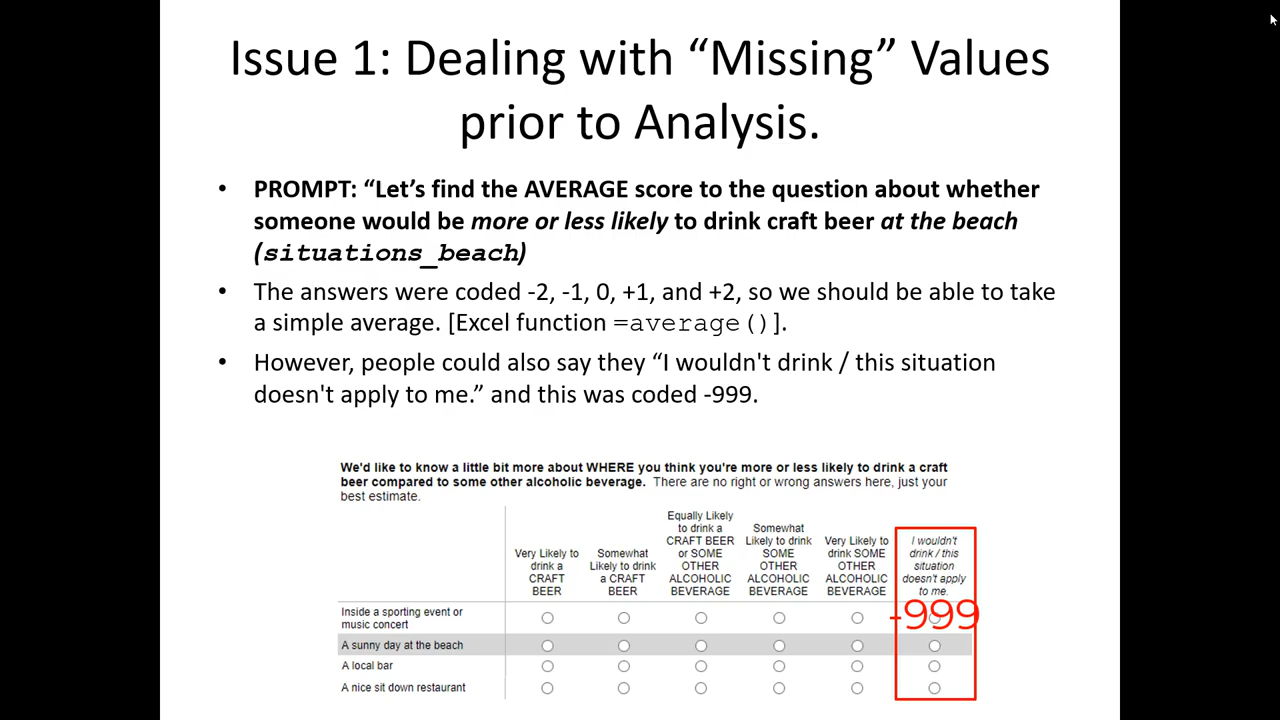 Issue 1: Dealing with “Missing” Values
prior to Analysis.
• PROMPT: “Let’s find the AVERAGE score to the question about whether
someone would be more or less likely to drink craft beer at the beach
(situations_beach)
• The answers were coded -2, -1, 0, +1, and +2, so we should be able to take
a simple average. [Excel function =average()].
• However, people could also say they “I wouldn't drink / this situation
doesn't apply to me.” and this was coded -999.
We'd like to know a little bit more about WHERE you think you're more or less likely to drink a craft
beer compared to some other alcoholic beverage. There are no right or wrong answers here, just your
best estimate.
Very Likely to
drink a
CRAFT
BEER
Somewhat
Likely to drink
a CRAFT
BEER
Equally Likely
to drink a
CRAFT BEER
or SOME
OTHER
ALCOHOLIC
BEVERAGE
Somewhat
Likely to drink
SOME
OTHER
ALCOHOLIC
BEVERAGE
Very Likely to
drink SOME
OTHER
ALCOHOLIC
BEVERAGE
I wouldn't
drink / this
situation
doesn't apply
to me.
Inside a sporting event or
music concert
-999
A sunny day at the beach
A local bar
A nice sit down restaurant